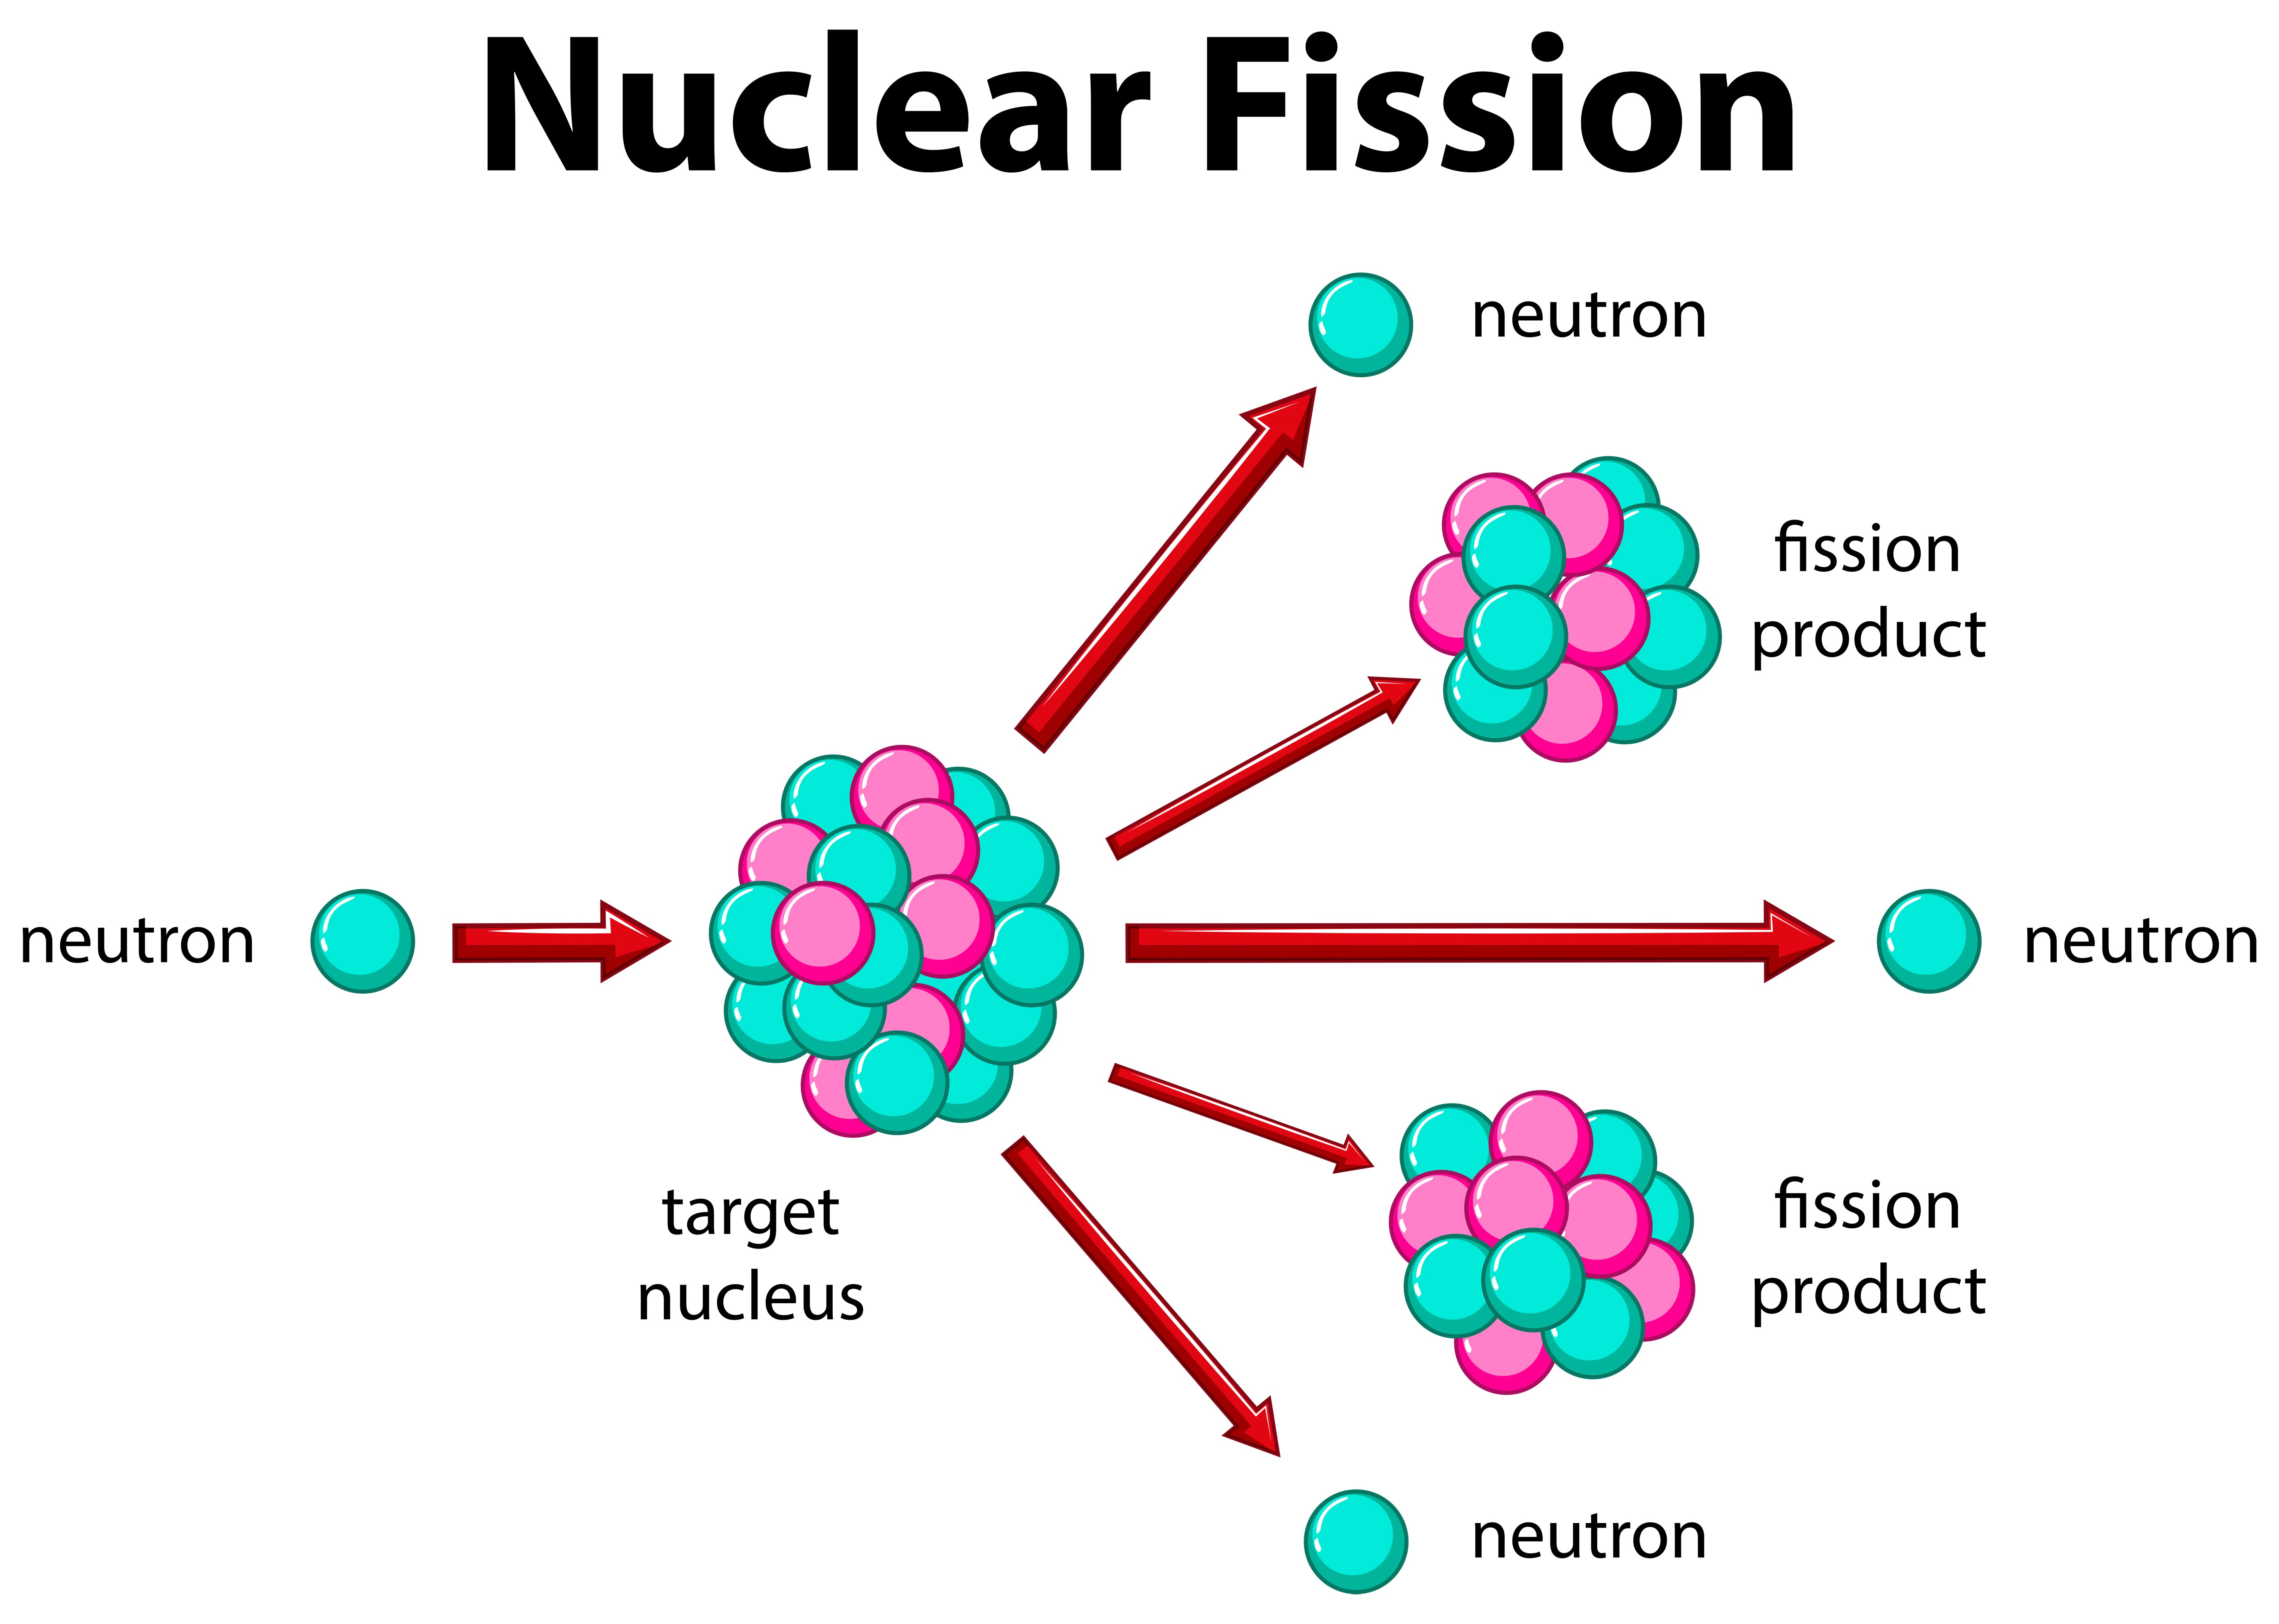 Nuclear Fission
neutron
fission
product
neutron
neutron
target
nucleus
fission
product
neutron